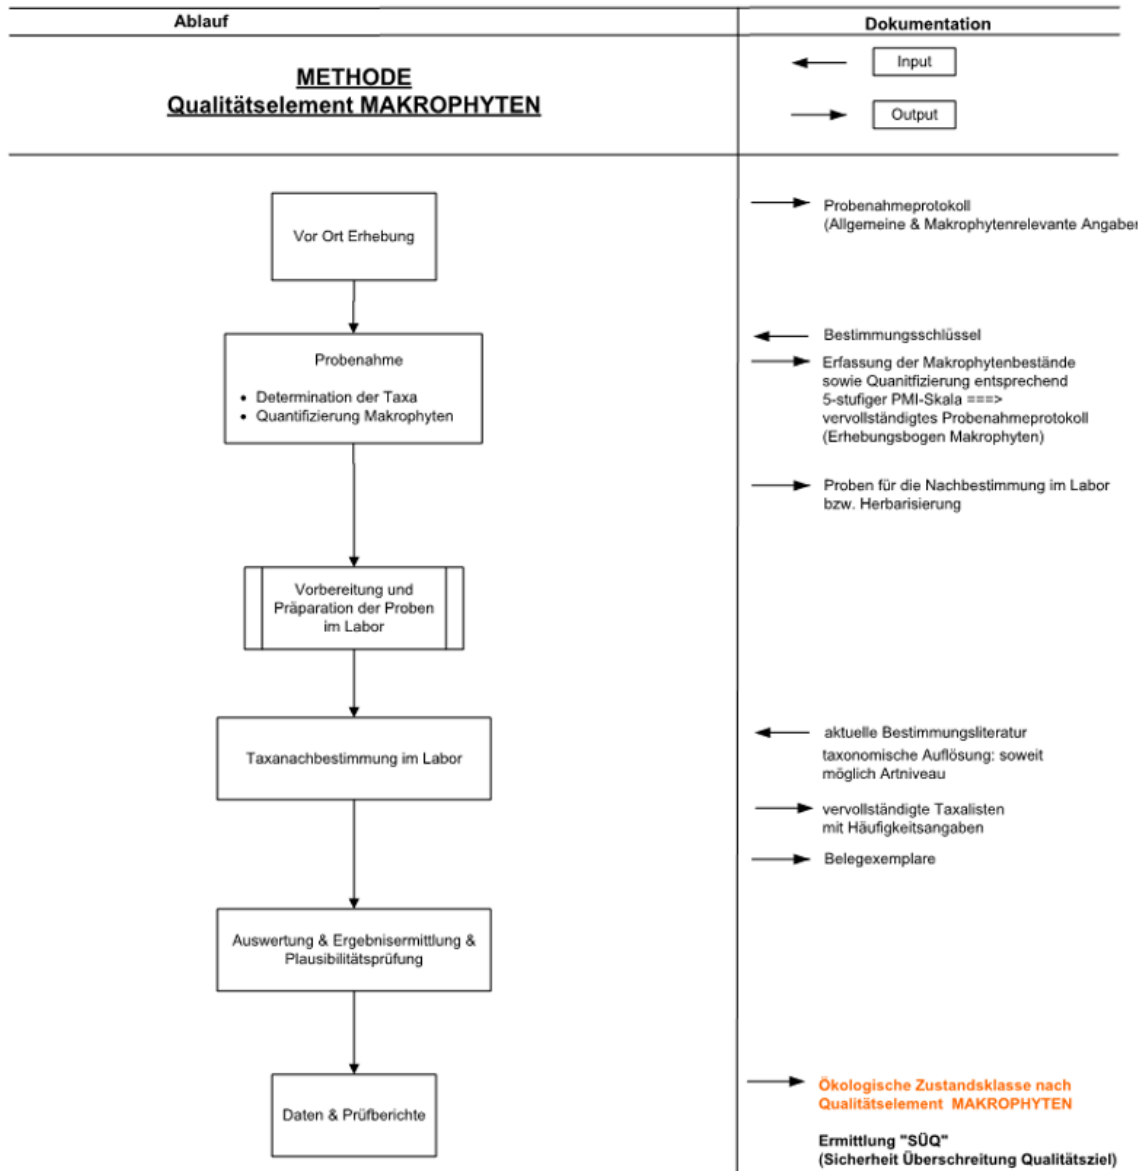 Ablauf
Dokumentation
METHODE
Qualitätselement MAKROPHYTEN
Input
Output
Vor Ort Erhebung
Probenahmeprotokoll
(Allgemeine & Makrophytenrelevante Angaben
Probenahme
• Determination der Taxa
• Quantifizierung Makrophyten
Bestimmungsschlüssel
Erfassung der Makrophytenbestände
sowie Quanitfizierung entsprechend
5-stufiger PMI-Skala ===>
vervollständigtes Probenahmeprotokoll
(Erhebungsbogen Makrophyten)
Proben für die Nachbestimmung im Labor
bzw. Herbarisierung
Vorbereitung und
Präparation der Proben
im Labor
Taxanachbestimmung im Labor
aktuelle Bestimmungsliteratur
taxonomische Auflösung: soweit
möglich Artniveau
vervollständigte Taxalisten
mit Häufigkeitsangaben
Belegexemplare
Auswertung & Ergebnisermittlung &
Plausibilitätsprüfung
Daten & Prüfberichte
Ökologische Zustandsklasse nach
Qualitätselement MAKROPHYTEN
Ermittlung "SÜQ"
(Sicherheit Überschreitung Qualitätsziel)